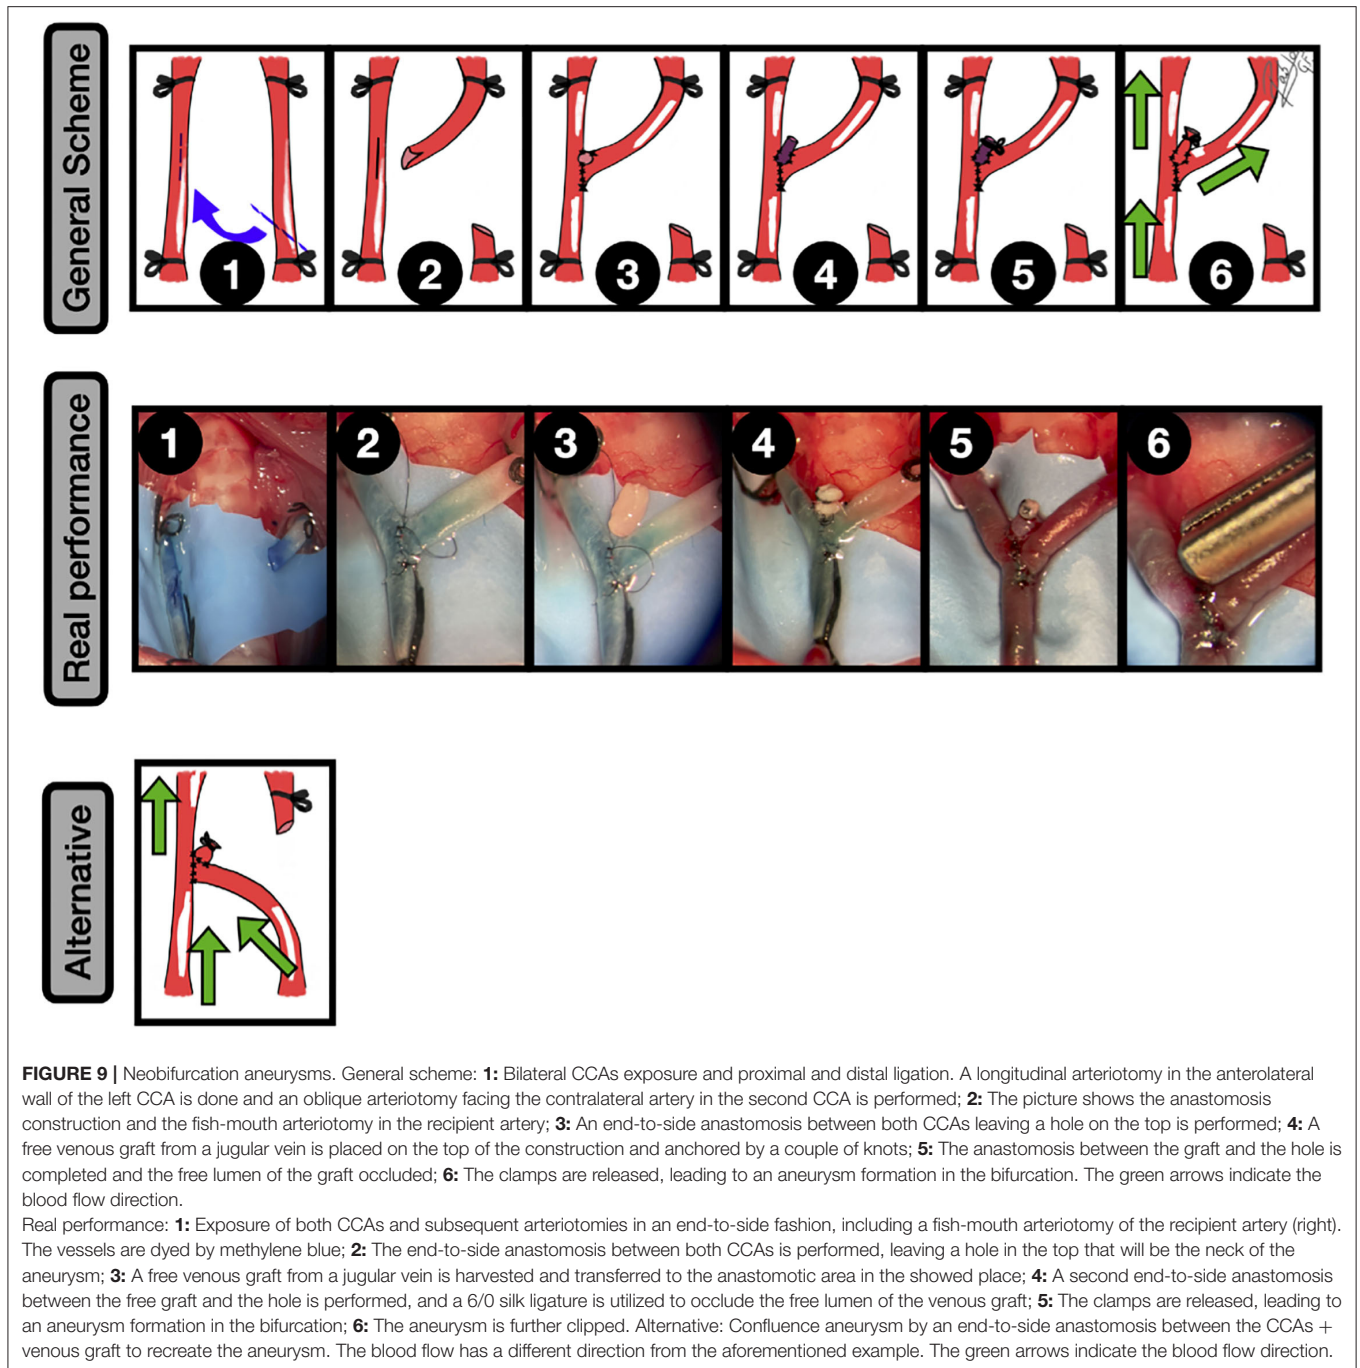 General Scheme
1 2 3 4 5 6
Real performance
1 2 3 4 5 6
Alternative
FIGURE 9 | Neobifurcation aneurysms. General scheme: 1: Bilateral CCAs exposure and proximal and distal ligation. A longitudinal arteriotomy in the anterolateral
wall of the left CCA is done and an oblique arteriotomy facing the contralateral artery in the second CCA is performed; 2: The picture shows the anastomosis
construction and the fish-mouth arteriotomy in the recipient artery; 3: An end-to-side anastomosis between both CCAs leaving a hole on the top is performed; 4: A
free venous graft from a jugular vein is placed on the top of the construction and anchored by a couple of knots; 5: The anastomosis between the graft and the hole is
completed and the free lumen of the graft occluded; 6: The clamps are released, leading to an aneurysm formation in the bifurcation. The green arrows indicate the
blood flow direction.
Real performance: 1: Exposure of both CCAs and subsequent arteriotomies in an end-to-side fashion, including a fish-mouth arteriotomy of the recipient artery (right).
The vessels are dyed by methylene blue; 2: The end-to-side anastomosis between both CCAs is performed, leaving a hole in the top that will be the neck of the
aneurysm; 3: A free venous graft from a jugular vein is harvested and transferred to the anastomotic area in the showed place; 4: A second end-to-side anastomosis
between the free graft and the hole is performed, and a 6/0 silk ligature is utilized to occlude the free lumen of the venous graft; 5: The clamps are released, leading to
an aneurysm formation in the bifurcation; 6: The aneurysm is further clipped. Alternative: Confluence aneurysm by an end-to-side anastomosis between the CCAs +
venous graft to recreate the aneurysm. The blood flow has a different direction from the aforementioned example. The green arrows indicate the blood flow direction.